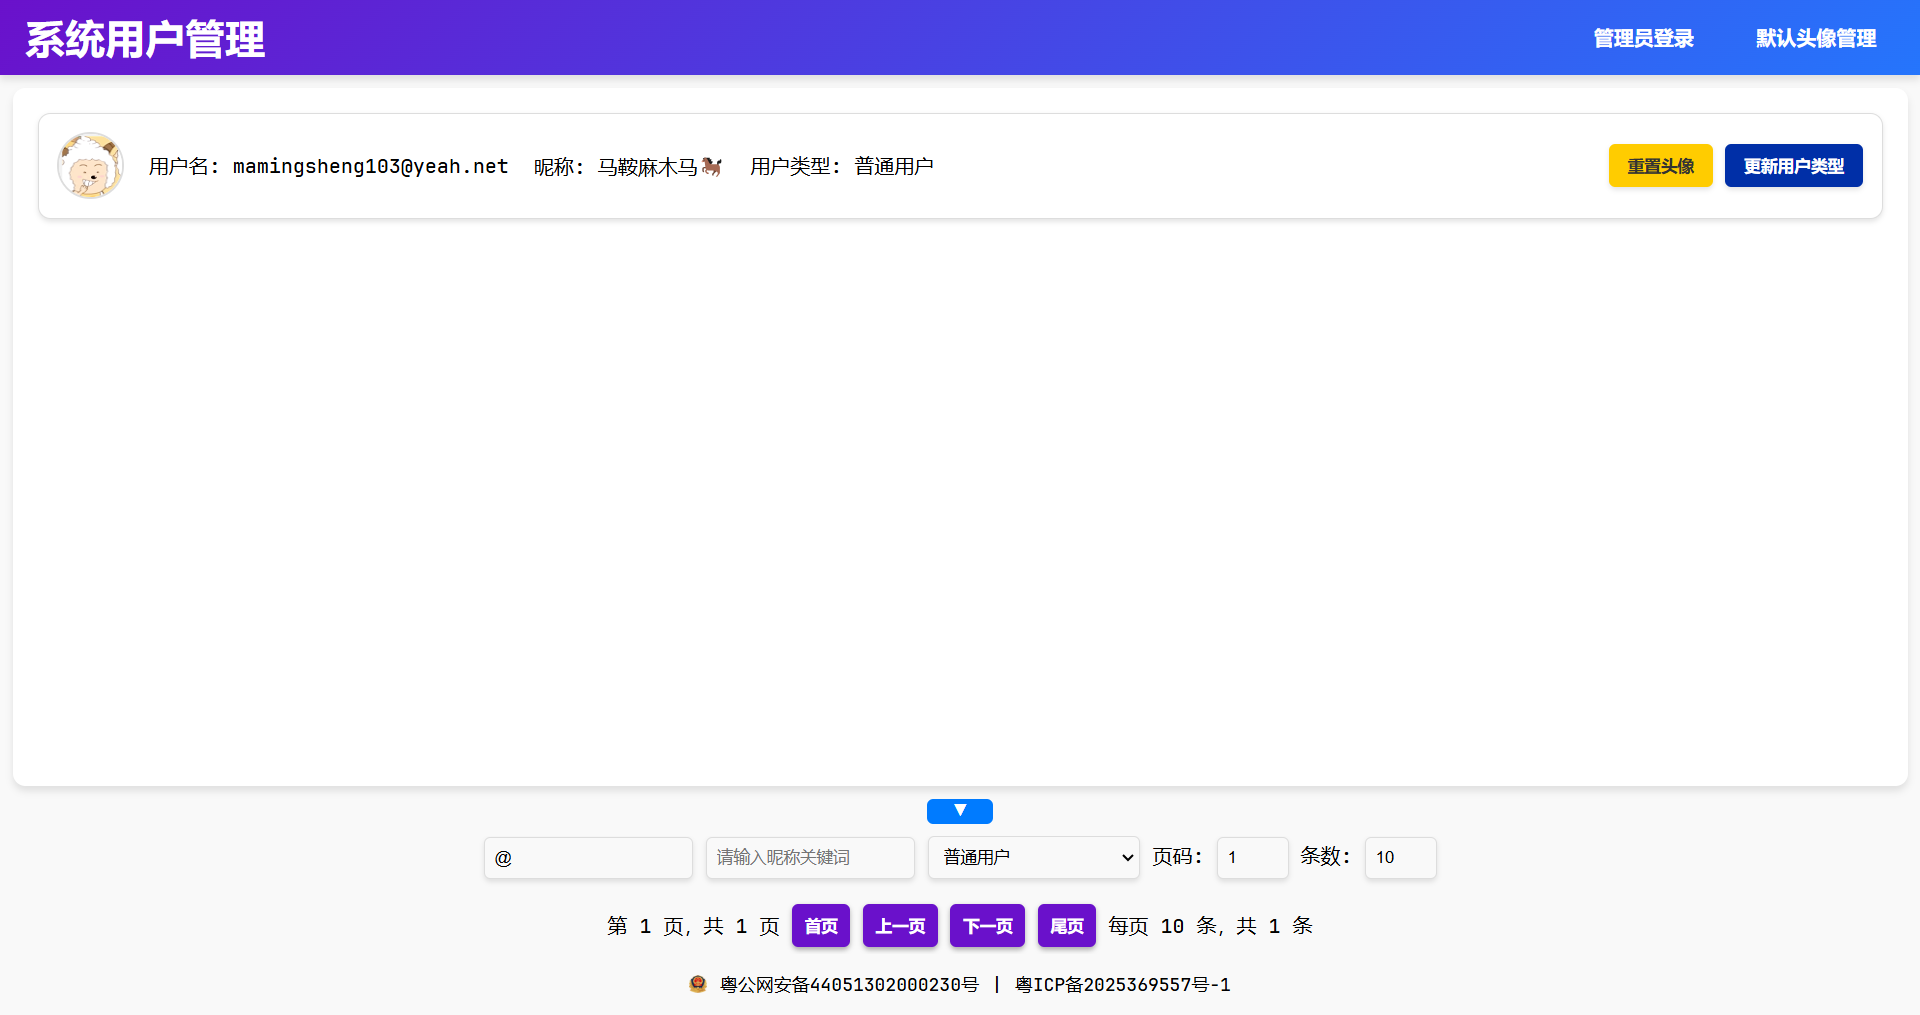 系统用户管理 管理员登录 默认头像管理
用户名: mamingsheng103@yeah.net 昵称: 马鞍麻木马🐎 用户类型: 普通用户 重置头像 更新用户类型
▼
@ 请输入昵称关键词 普通用户 页码: 1 条数: 10
第 1 页, 共 1 页 首页 上一页 下一页 尾页 每页 10 条, 共 1 条
粤公网安备44051302000230号 | 粤ICP备2025369557号-1